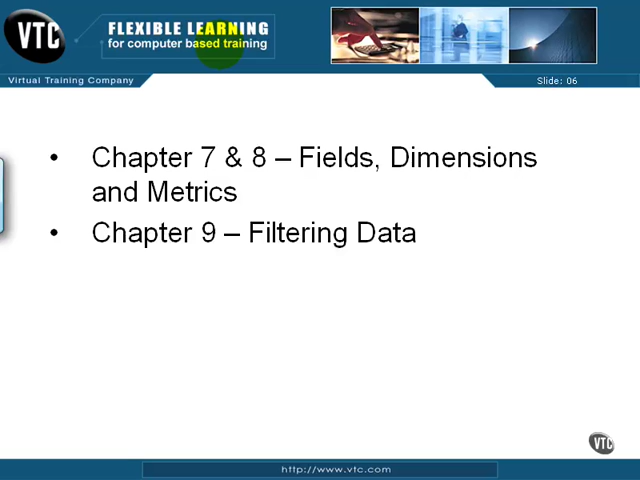 VTC
FLEXIBLE LEARNING
for computer based training
Virtual Training Company
Slide: 06
• Chapter 7 & 8 – Fields, Dimensions
and Metrics
• Chapter 9 – Filtering Data
VTC
http://www.vtc.com